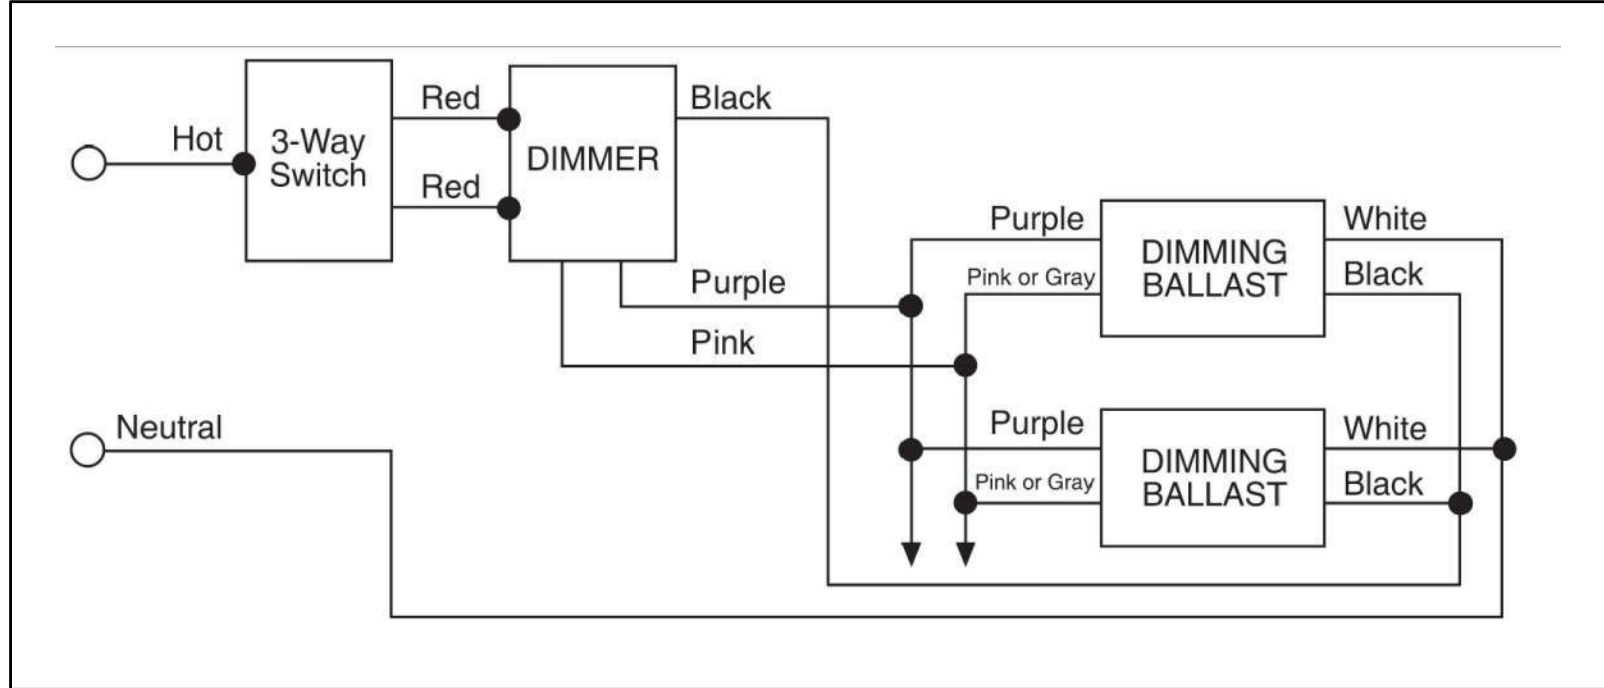 Hot
3-Way
Switch
Red
Red
DIMMER
Black
Purple
Pink
Purple
Pink or Gray
DIMMING
BALLAST
White
Black
Neutral
Purple
Pink or Gray
DIMMING
BALLAST
White
Black